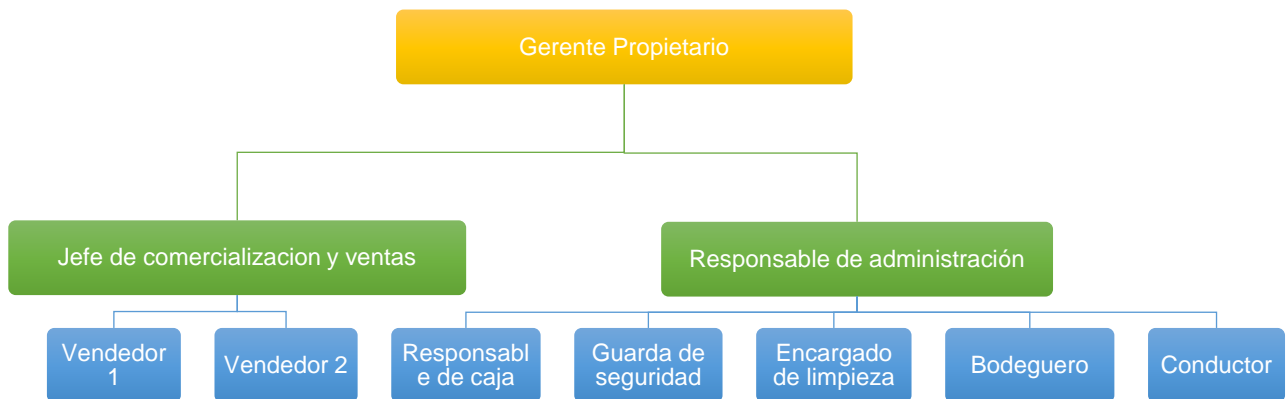 Gerente Propietario
Jefe de comercializacion y ventas
Responsable de administración
Vendedor
1
Vendedor 2
Responsabl
e de caja
Guarda de
seguridad
Encargado
de limpieza
Bodeguero
Conductor